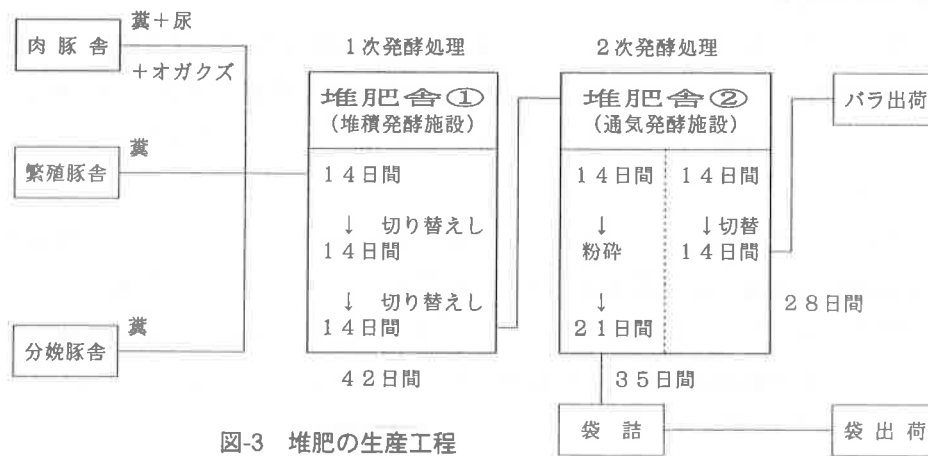 肉豚舎
糞＋尿
＋オガクズ
繁殖豚舎
糞
分娩豚舎
糞
1次発酵処理
堆肥舎①
(堆積発酵施設)
14日間
↓ 切り替えし
14日間
↓ 切り替えし
14日間
42日間
2次発酵処理
堆肥舎②
(通気発酵施設)
14日間
↓
粉砕
↓
21日間
14日間
↓切替
14日間
バラ出荷
28日間
35日間
袋詰
袋出荷
図-3 堆肥の生産工程